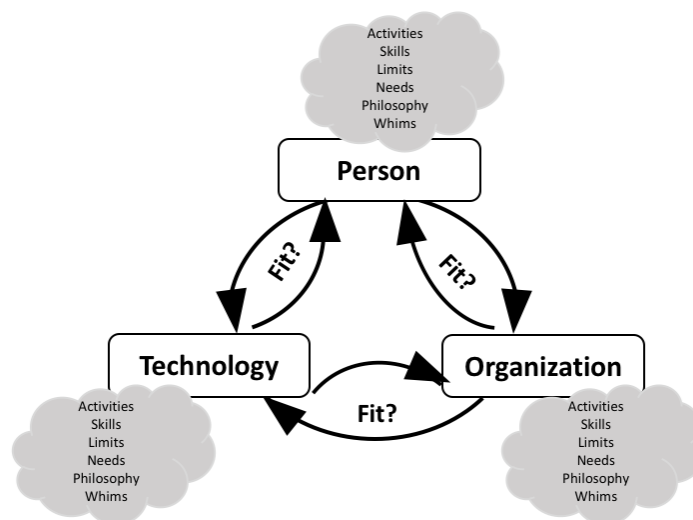 Activities
Skills
Limits
Needs
Philosophy
Whims
Person
Fit?
Fit?
Technology
Organization
Fit?
Activities
Skills
Limits
Needs
Philosophy
Whims
Activities
Skills
Limits
Needs
Philosophy
Whims